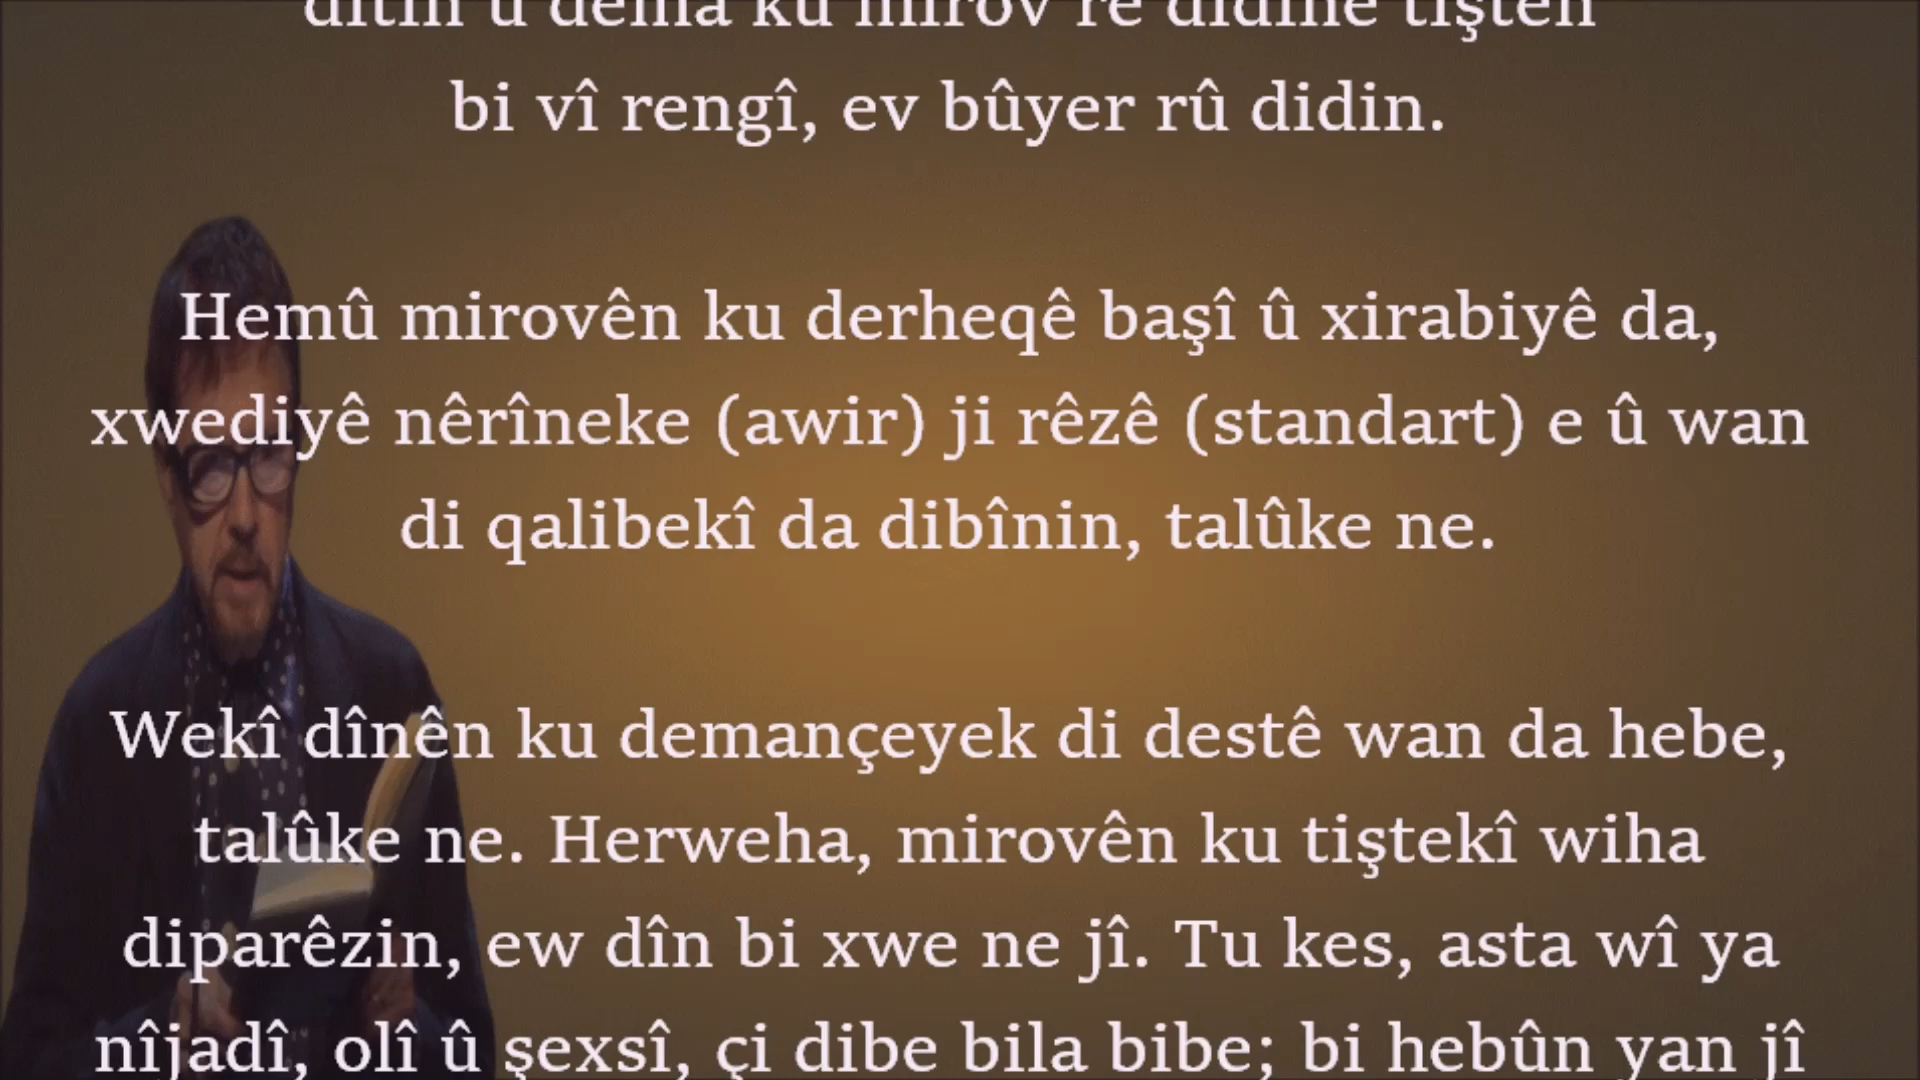 dîtin û dema ku mirov rê didine tiştên
bi vî rengî, ev bûyer rû didin.
Hemû mirovên ku derheqê başî û xirabiyê da,
xwediyê nêrîneke (awir) ji rêzê (standart) e û wan
di qalibekî da dibînin, talûke ne.
Wekî dînên ku demançeyek di destê wan da hebe,
talûke ne. Herweha, mirovên ku tiştekî wiha
diparêzin, ew dîn bi xwe ne jî. Tu kes, asta wî ya
nîjadî, olî û şexsî, çi dibe bila bibe; bi hebûn yan jî